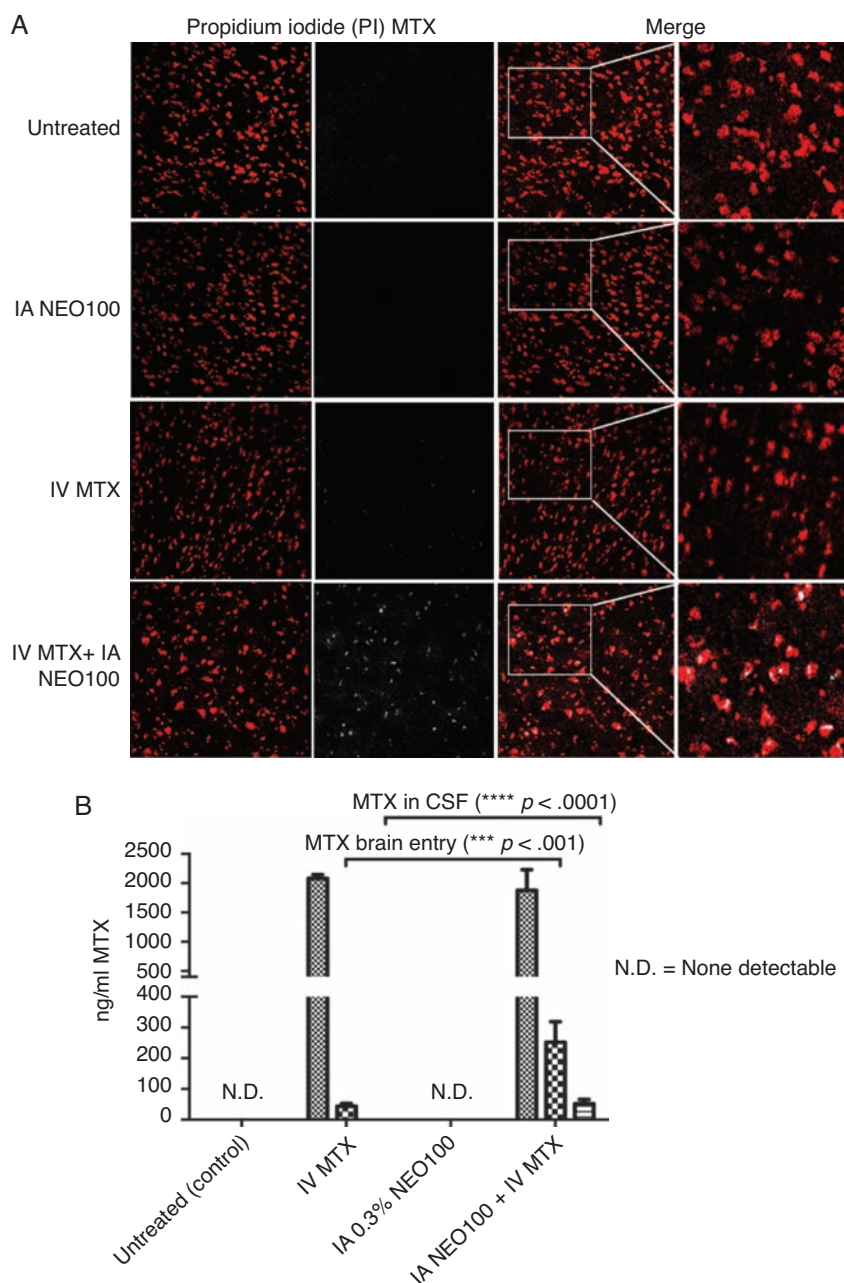 A
Propidium iodide (PI) MTX
Merge
Untreated
IA NEO100
IV MTX
IV MTX+ IA
NEO100
B
MTX in CSF (**** p < .0001)
MTX brain entry (*** p < .001)
2500
2000
1500
1000
500
400
300
200
100
0
ng/ml MTX
N.D.
N.D.
N.D. = None detectable
Untreated (control)
IV MTX
IA 0.3% NEO100
IA NEO100 + IV MTX